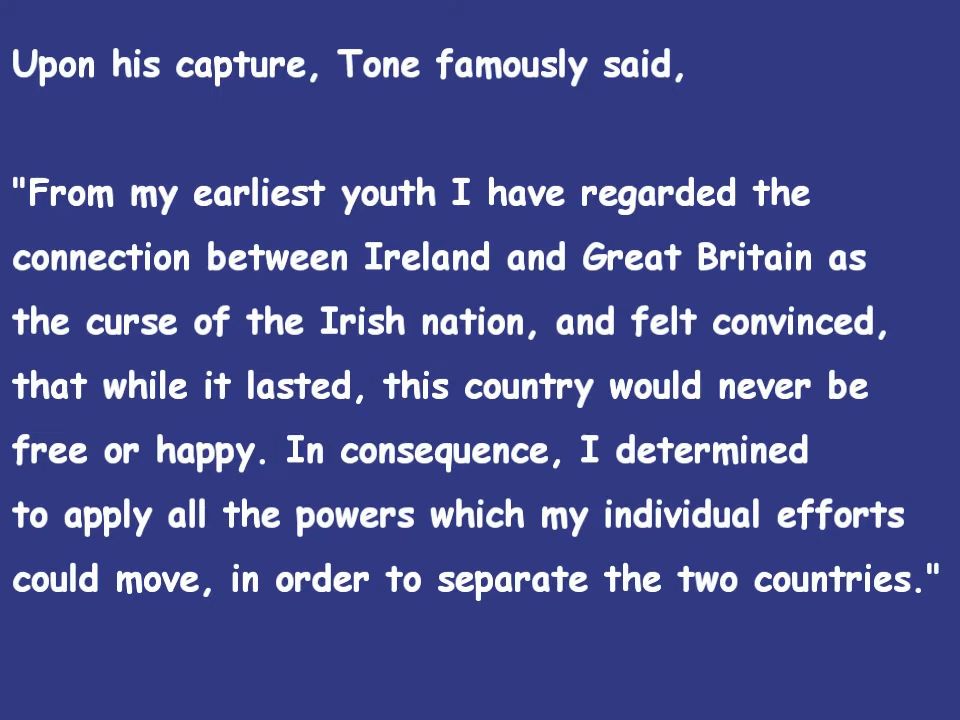 Upon his capture, Tone famously said,
"From my earliest youth I have regarded the
connection between Ireland and Great Britain as
the curse of the Irish nation, and felt convinced,
that while it lasted, this country would never be
free or happy. In consequence, I determined
to apply all the powers which my individual efforts
could move, in order to separate the two countries."